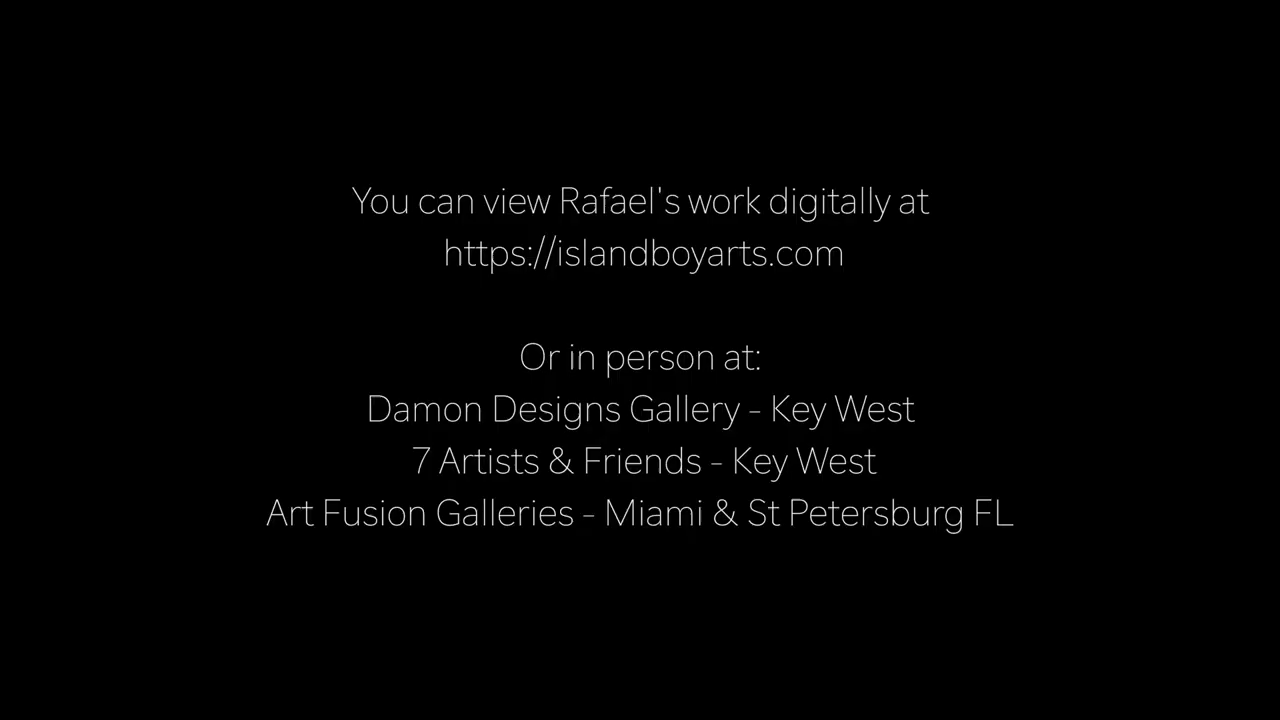 You can view Rafael's work digitally at
https://islandboyarts.com
Or in person at:
Damon Designs Gallery - Key West
7 Artists & Friends - Key West
Art Fusion Galleries - Miami & St Petersburg FL